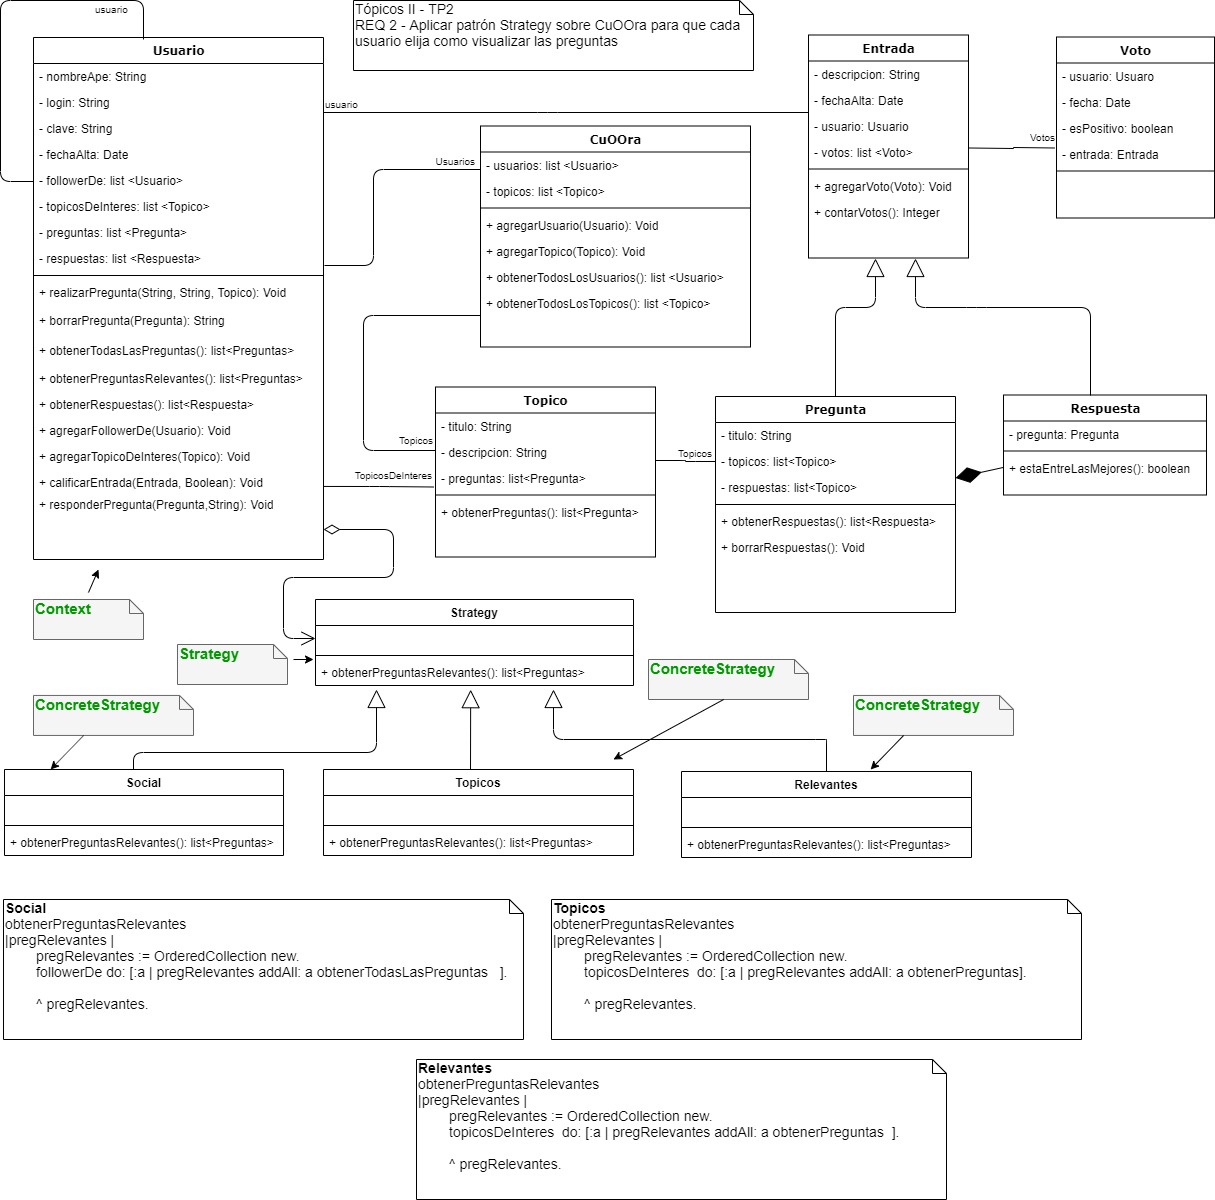 usuario
Tópicos II - TP2
REQ 2 - Aplicar patrón Strategy sobre CuOOra para que cada
usuario elija como visualizar las preguntas
Usuario
- nombreApe: String
- login: String
- clave: String
- fechaAlta: Date
- followerDe: list <Usuario>
- topicosDeInteres: list <Topico>
- preguntas: list <Pregunta>
- respuestas: list <Respuesta>
+ realizarPregunta(String, String, Topico): Void
+ borrarPregunta(Pregunta): String
+ obtenerTodasLasPreguntas(): list<Preguntas>
+ obtenerPreguntasRelevantes(): list<Preguntas>
+ obtenerRespuestas(): list<Respuesta>
+ agregarFollowerDe(Usuario): Void
+ agregarTopicoDeInteres(Topico): Void
+ calificarEntrada(Entrada, Boolean): Void
+ responderPregunta(Pregunta,String): Void
usuario
Entrada
- descripcion: String
- fechaAlta: Date
- usuario: Usuario
- votos: list <Voto>
+ agregarVoto(Voto): Void
+ contarVotos(): Integer
Votos
Voto
- usuario: Usuaro
- fecha: Date
- esPositivo: boolean
- entrada: Entrada
Usuarios
CuOOra
- usuarios: list <Usuario>
- topicos: list <Topico>
+ agregarUsuario(Usuario): Void
+ agregarTopico(Topico): Void
+ obtenerTodosLosUsuarios(): list <Usuario>
+ obtenerTodosLosTopicos(): list <Topico>
Topicos
TopicosDeInteres
Topico
- titulo: String
- descripcion: String
- preguntas: list<Pregunta>
+ obtenerPreguntas(): list<Pregunta>
Topicos
Pregunta
- titulo: String
- topicos: list<Topico>
- respuestas: list<Topico>
+ obtenerRespuestas(): list<Respuesta>
+ borrarRespuestas(): Void
Respuesta
- pregunta: Pregunta
+ estaEntreLasMejores(): boolean
Context
Strategy
Strategy
+ obtenerPreguntasRelevantes(): list<Preguntas>
ConcreteStrategy
ConcreteStrategy
ConcreteStrategy
Social
+ obtenerPreguntasRelevantes(): list<Preguntas>
Topicos
+ obtenerPreguntasRelevantes(): list<Preguntas>
Relevantes
+ obtenerPreguntasRelevantes(): list<Preguntas>
Social
obtenerPreguntasRelevantes
|pregRelevantes |
pregRelevantes := OrderedCollection new.
followerDe do: [:a | pregRelevantes addAll: a obtenerTodasLasPreguntas ].
^ pregRelevantes.
Topicos
obtenerPreguntasRelevantes
|pregRelevantes |
pregRelevantes := OrderedCollection new.
topicosDeInteres do: [:a | pregRelevantes addAll: a obtenerPreguntas].
^ pregRelevantes.
Relevantes
obtenerPreguntasRelevantes
|pregRelevantes |
pregRelevantes := OrderedCollection new.
topicosDeInteres do: [:a | pregRelevantes addAll: a obtenerPreguntas ].
^ pregRelevantes.